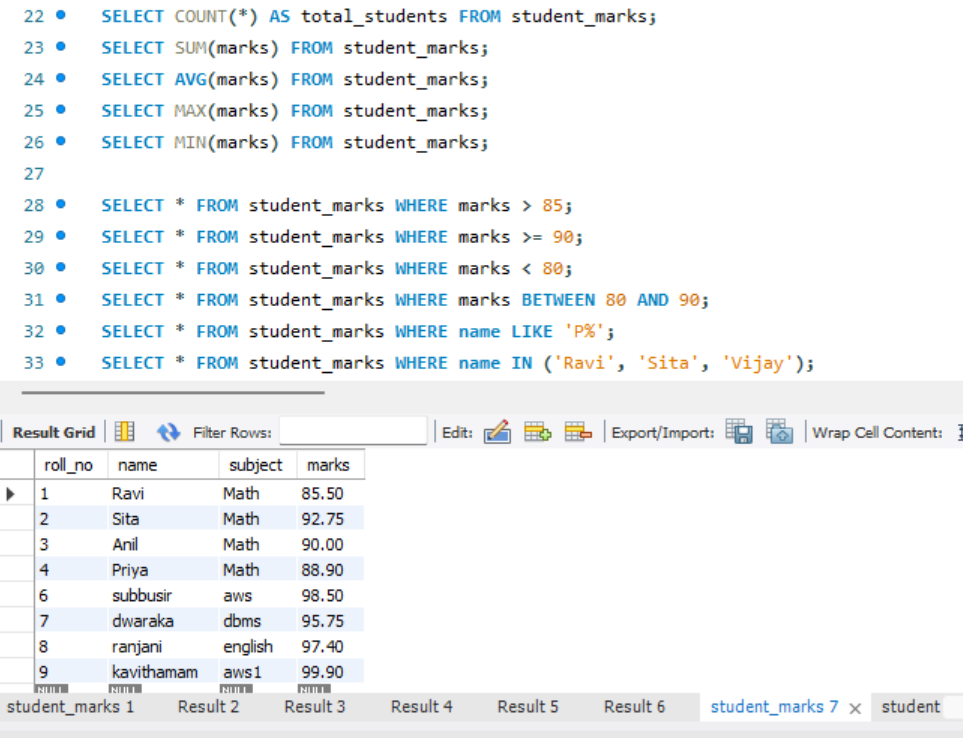 22 SELECT COUNT(*) AS total_students FROM student_marks;
23 SELECT SUM(marks) FROM student_marks;
24 SELECT AVG(marks) FROM student_marks;
25 SELECT MAX(marks) FROM student_marks;
26 SELECT MIN(marks) FROM student_marks;
27
28 SELECT * FROM student_marks WHERE marks > 85;
29 SELECT * FROM student_marks WHERE marks >= 90;
30 SELECT * FROM student_marks WHERE marks < 80;
31 SELECT * FROM student_marks WHERE marks BETWEEN 80 AND 90;
32 SELECT * FROM student_marks WHERE name LIKE 'P%';
33 SELECT * FROM student_marks WHERE name IN ('Ravi', 'Sita', 'Vijay');
Result Grid Filter Rows: Edit: Export/Import: Wrap Cell Content:
roll_no name subject marks
1 Ravi Math 85.50
2 Sita Math 92.75
3 Anil Math 90.00
4 Priya Math 88.90
6 subbusir aws 98.50
7 dwaraka dbms 95.75
8 ranjani english 97.40
9 kavithamam aws1 99.90
NULL NULL NULL NULL
student_marks 1 Result 2 Result 3 Result 4 Result 5 Result 6 student_marks 7 student